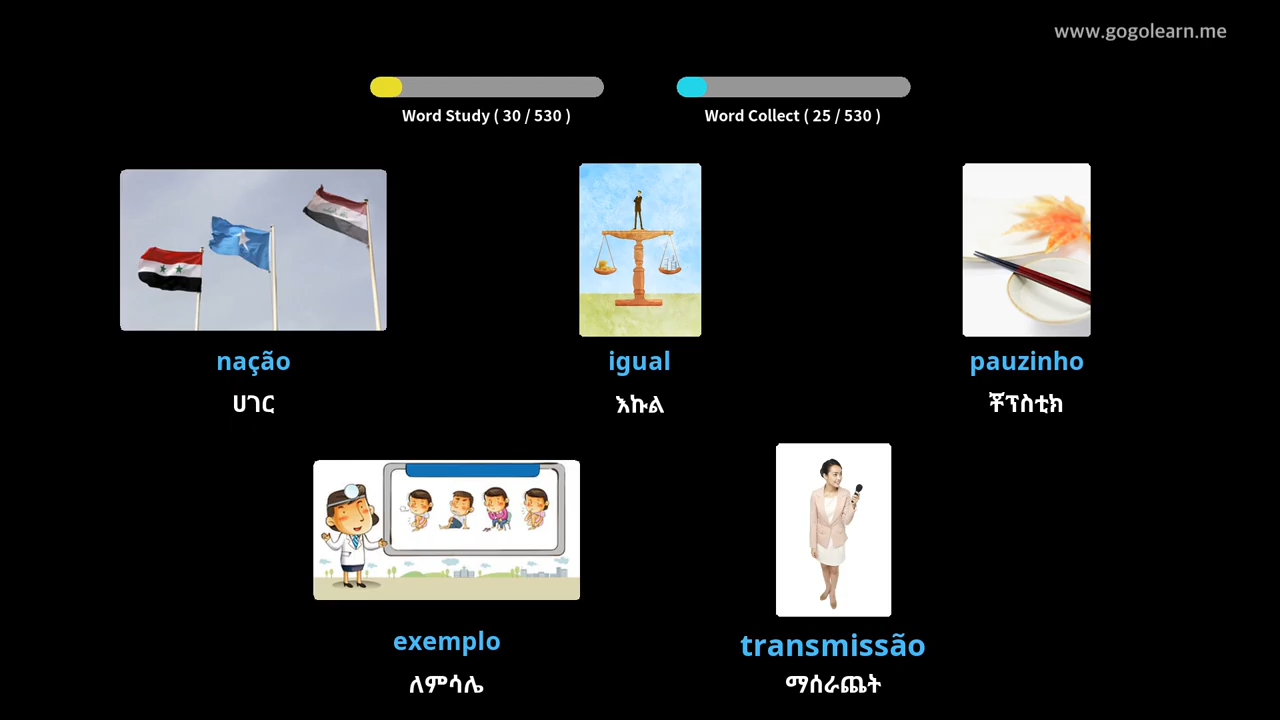 www.gogolearn.me
Word Study ( 30 / 530 )
Word Collect ( 25 / 530 )
nação
igual
pauzinho
ሀገር
እኩል
ቾፕስቲክ
exemplo
transmissão
ለምሳሌ
ማሰራጨት